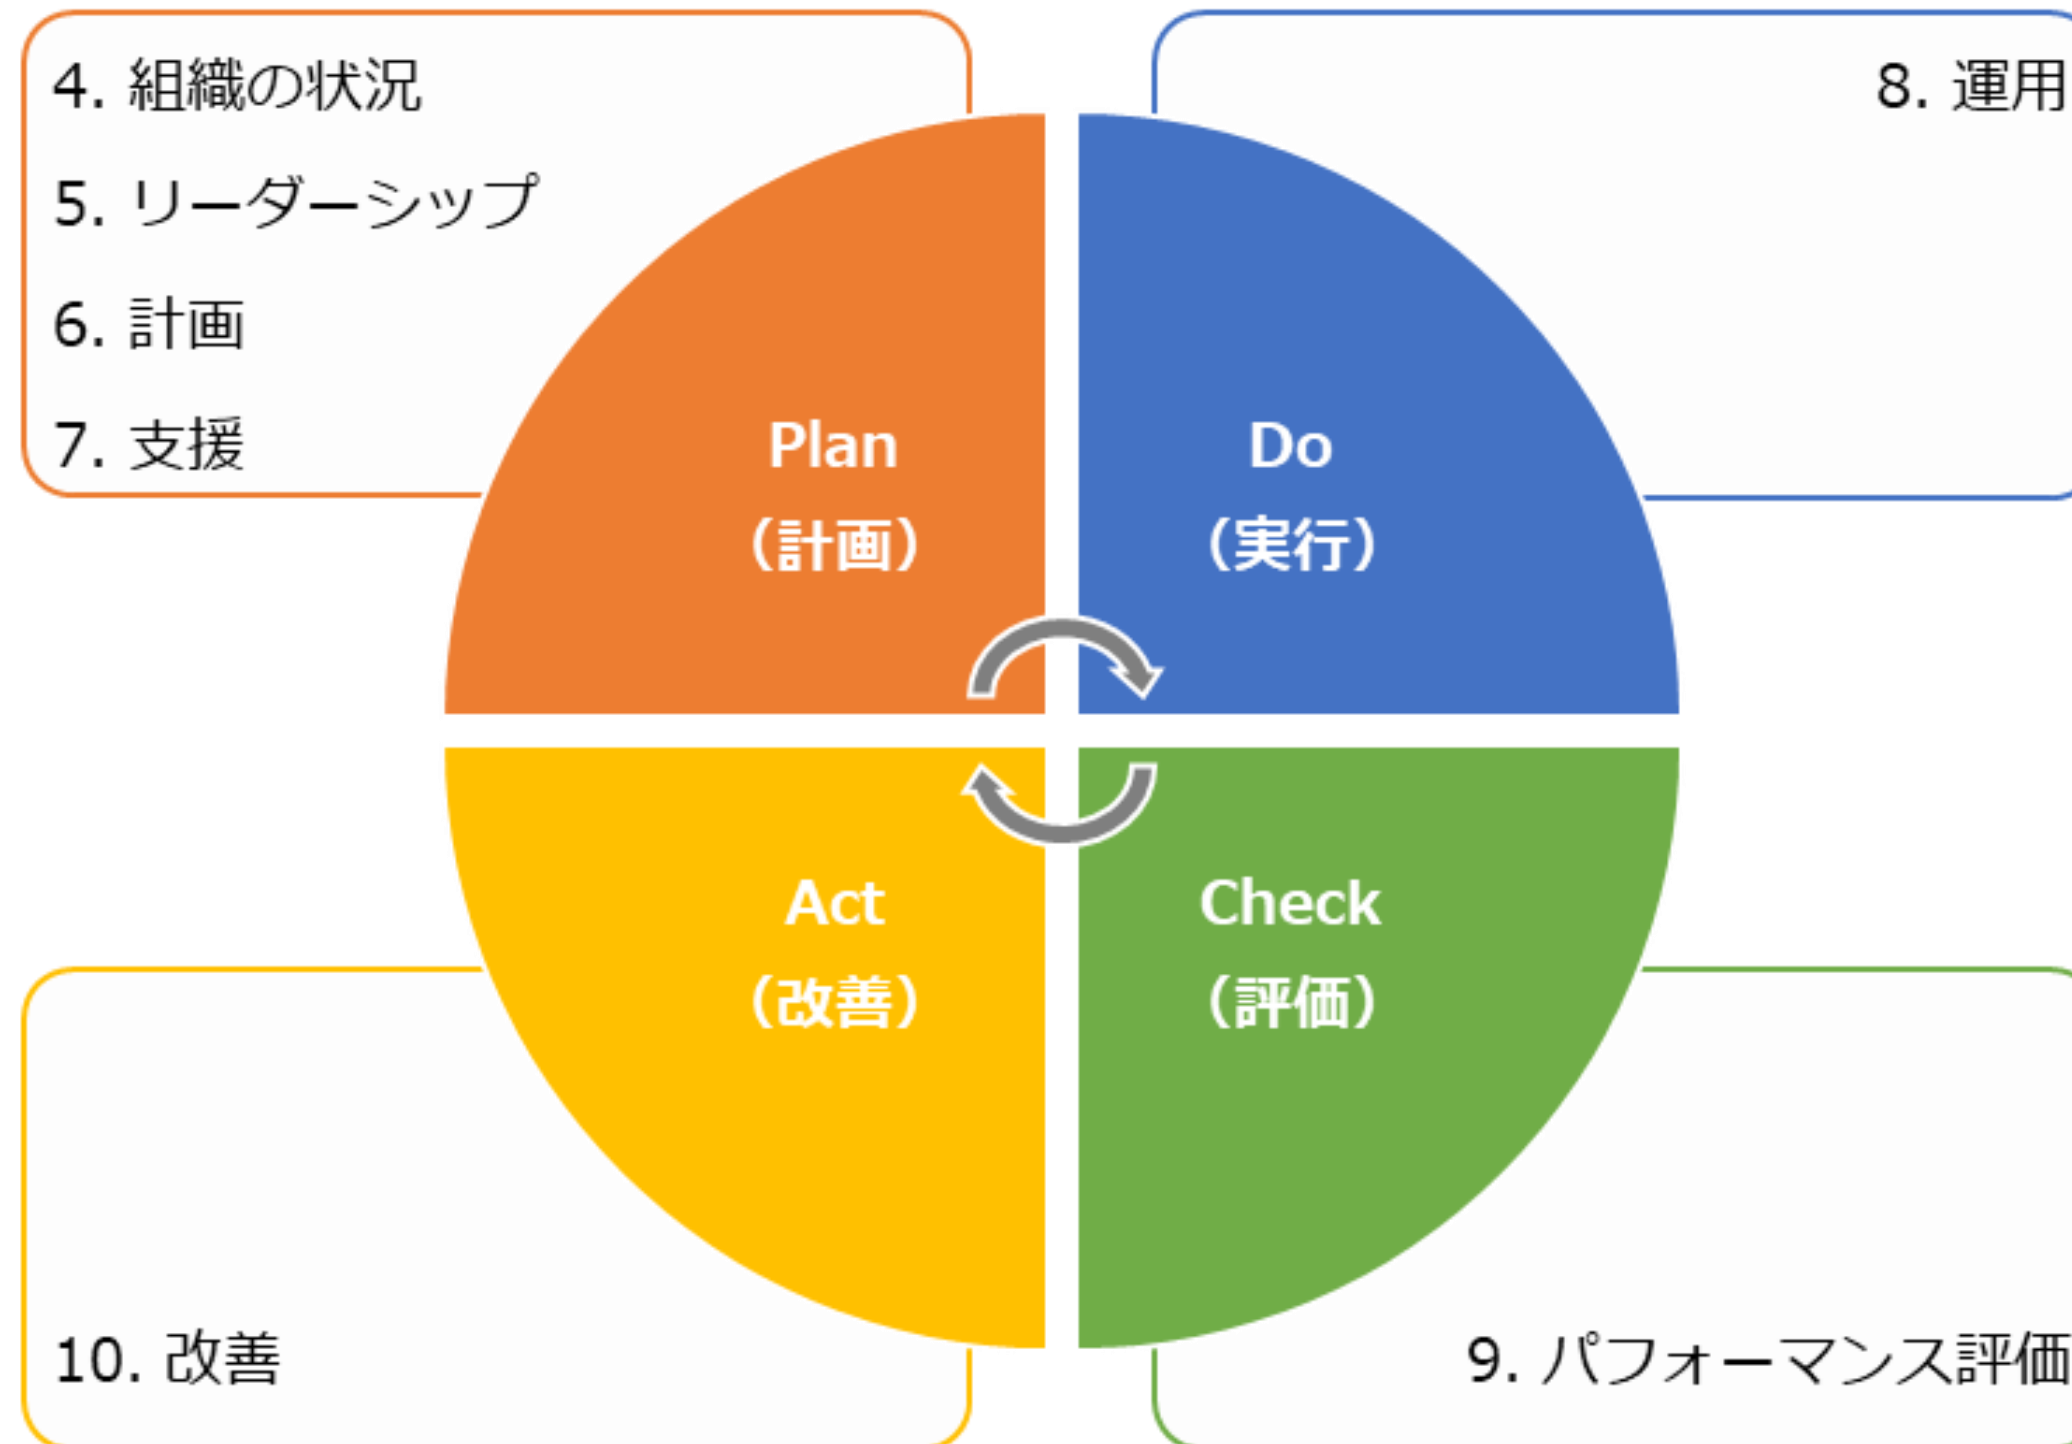 4. 組織の状況
5. リーダーシップ
6. 計画
7. 支援
8. 運用
Plan
（計画）
Do
（実行）
Act
（改善）
Check
（評価）
10. 改善
9. パフォーマンス評価